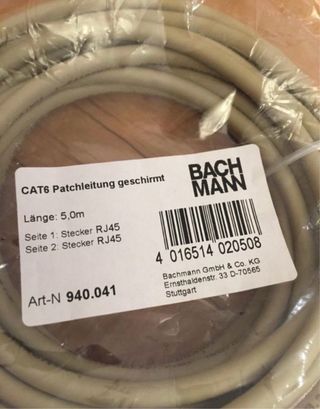 CAT6 Patchleitung geschirmt
BACH
MANN
Länge: 5,0m
Seite 1: Stecker RJ45
Seite 2: Stecker RJ45
4 016514 020508
Bachmann GmbH & Co. KG
Ernsthaldenstr. 33 D-70565
Stuttgart
Art-N 940.041